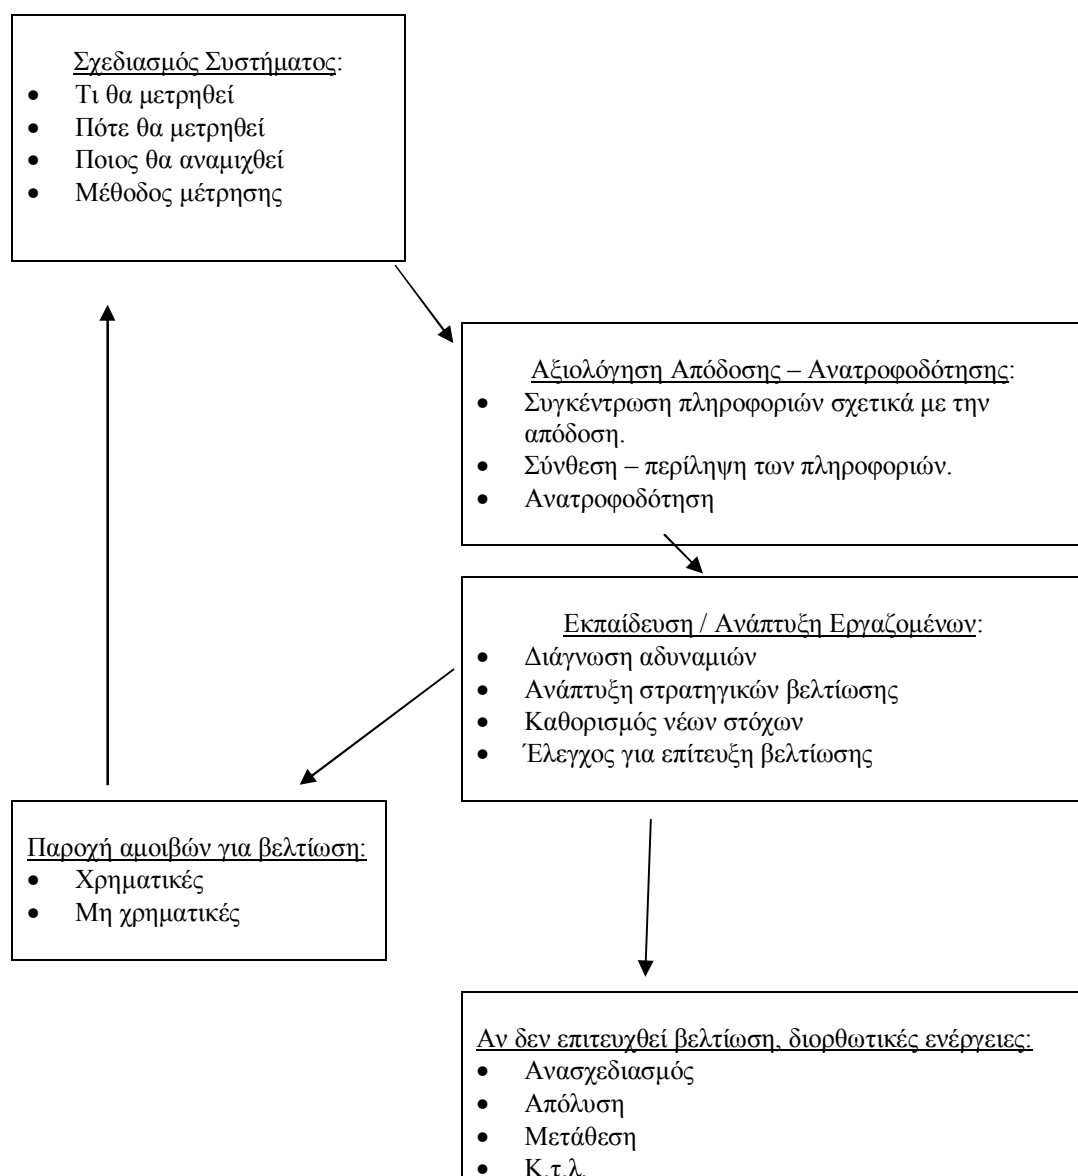 Σχεδιασμός Συστήματος:
• Τι θα μετρηθεί
• Πότε θα μετρηθεί
• Ποιος θα αναμιχθεί
• Μέθοδος μέτρησης
Αξιολόγηση Απόδοσης – Ανατροφοδότησης:
• Συγκέντρωση πληροφοριών σχετικά με την
απόδοση.
• Σύνθεση – περίληψη των πληροφοριών.
• Ανατροφοδότηση
Εκπαίδευση / Ανάπτυξη Εργαζομένων:
• Διάγνωση αδυναμιών
• Ανάπτυξη στρατηγικών βελτίωσης
• Καθορισμός νέων στόχων
• Έλεγχος για επίτευξη βελτίωσης
Παροχή αμοιβών για βελτίωση:
• Χρηματικές
• Μη χρηματικές
Αν δεν επιτευχθεί βελτίωση, διορθωτικές ενέργειες:
• Ανασχεδιασμός
• Απόλυση
• Μετάθεση
• Κ.τ.λ.